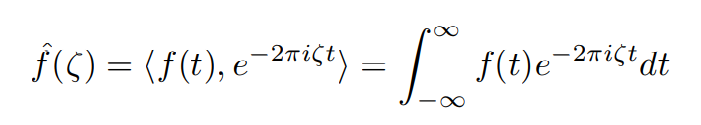 f̂(ζ) = ⟨f(t), e^{−2πiζt}⟩ = ∫_{−∞}^{∞} f(t)e^{−2πiζt}dt